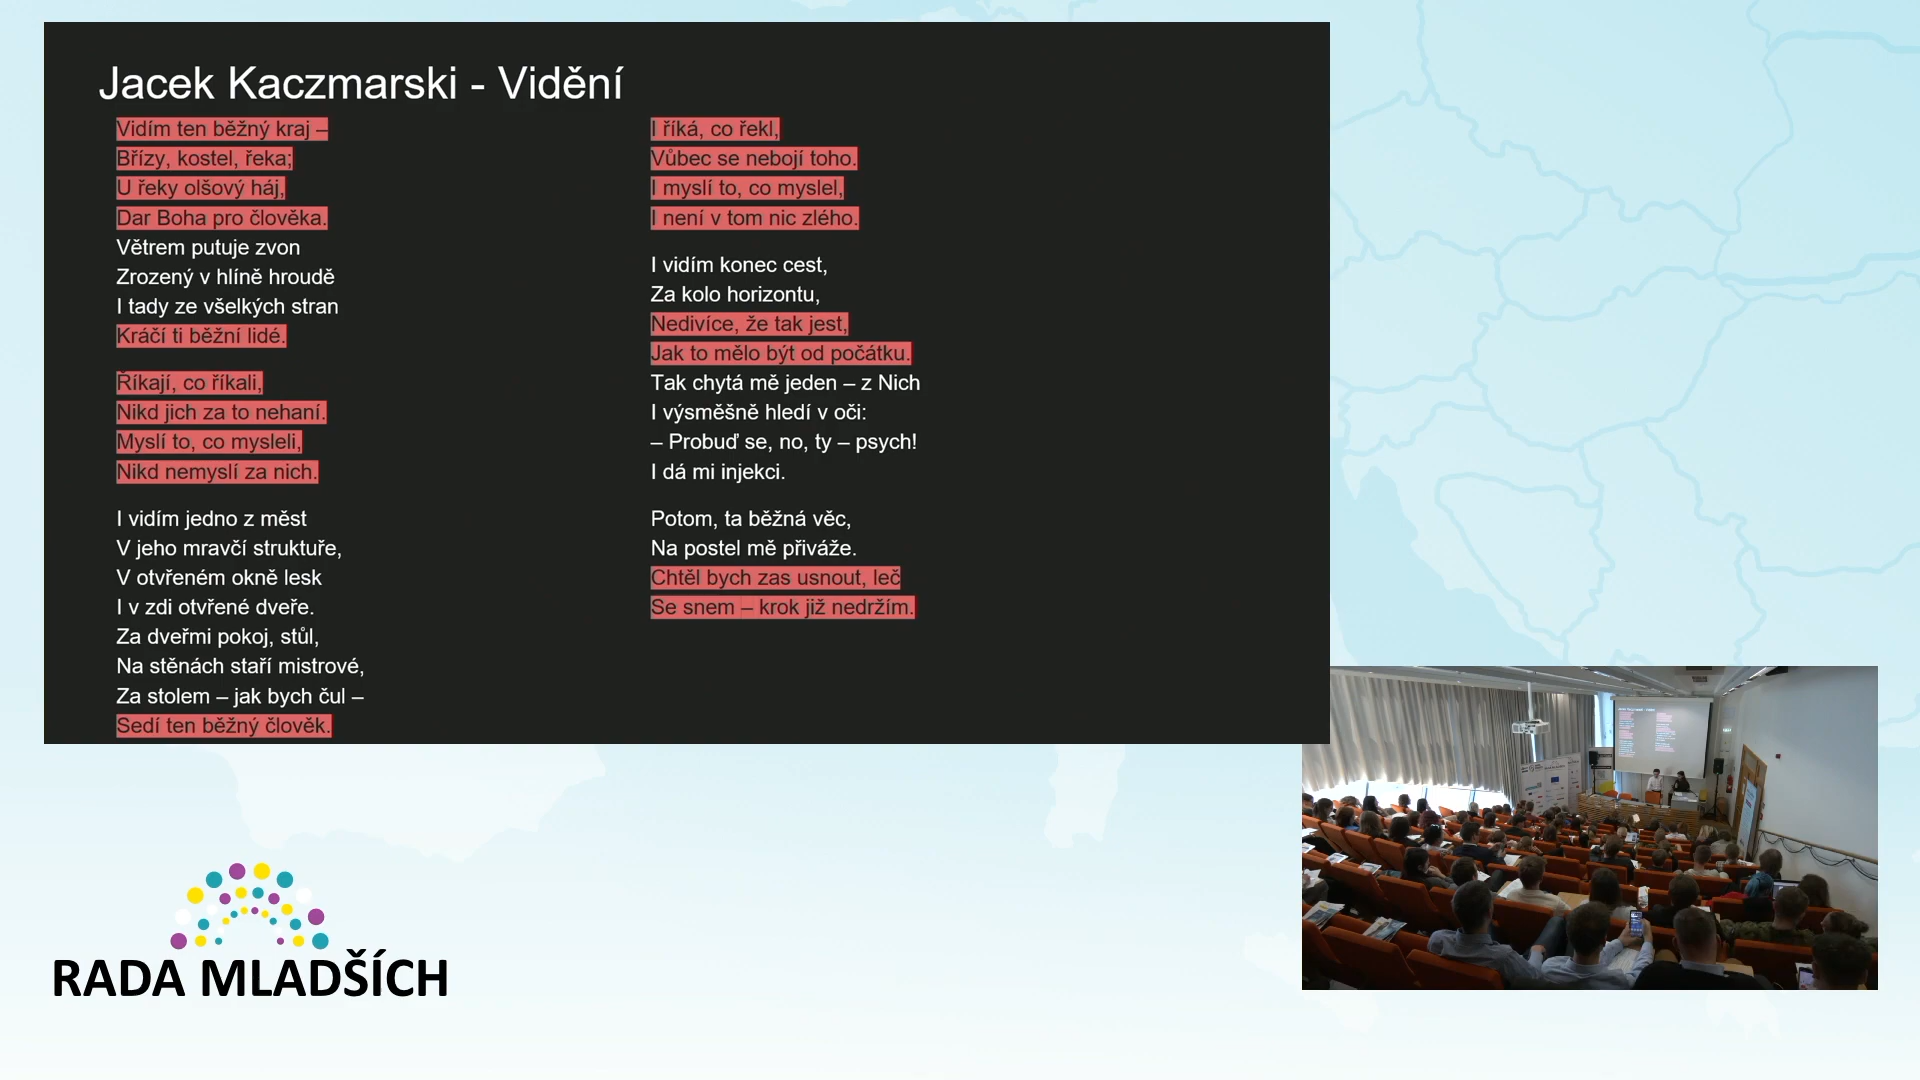 Jacek Kaczmarski - Vidění
Vidím ten běžný kraj –
Břízy, kostel, řeka;
U řeky olšový háj,
Dar Boha pro člověka.
Větrem putuje zvon
Zrozený v hlíně hroudě
I tady ze všelkých stran
Kráčí ti běžní lidé.
Říkají, co říkali,
Nikd jich za to nehaní.
Myslí to, co mysleli,
Nikd nemyslí za nich.
I vidím jedno z měst
V jeho mravčí struktuře,
V otvřeném okně lesk
I v zdi otvřené dveře.
Za dveřmi pokoj, stůl,
Na stěnách staří mistrové,
Za stolem – jak bych čul –
Sedí ten běžný člověk.
I říká, co řekl,
Vůbec se nebojí toho.
I myslí to, co myslel,
I není v tom nic zlého.
I vidím konec cest,
Za kolo horizontu,
Nedivíce, že tak jest,
Jak to mělo být od počátku.
Tak chytá mě jeden – z Nich
I výsměšně hledí v oči:
– Probuď se, no, ty – psych!
I dá mi injekci.
Potom, ta běžná věc,
Na postel mě přiváže.
Chtěl bych zas usnout, leč
Se snem – krok již nedržím.
RADA MLADŠÍCH